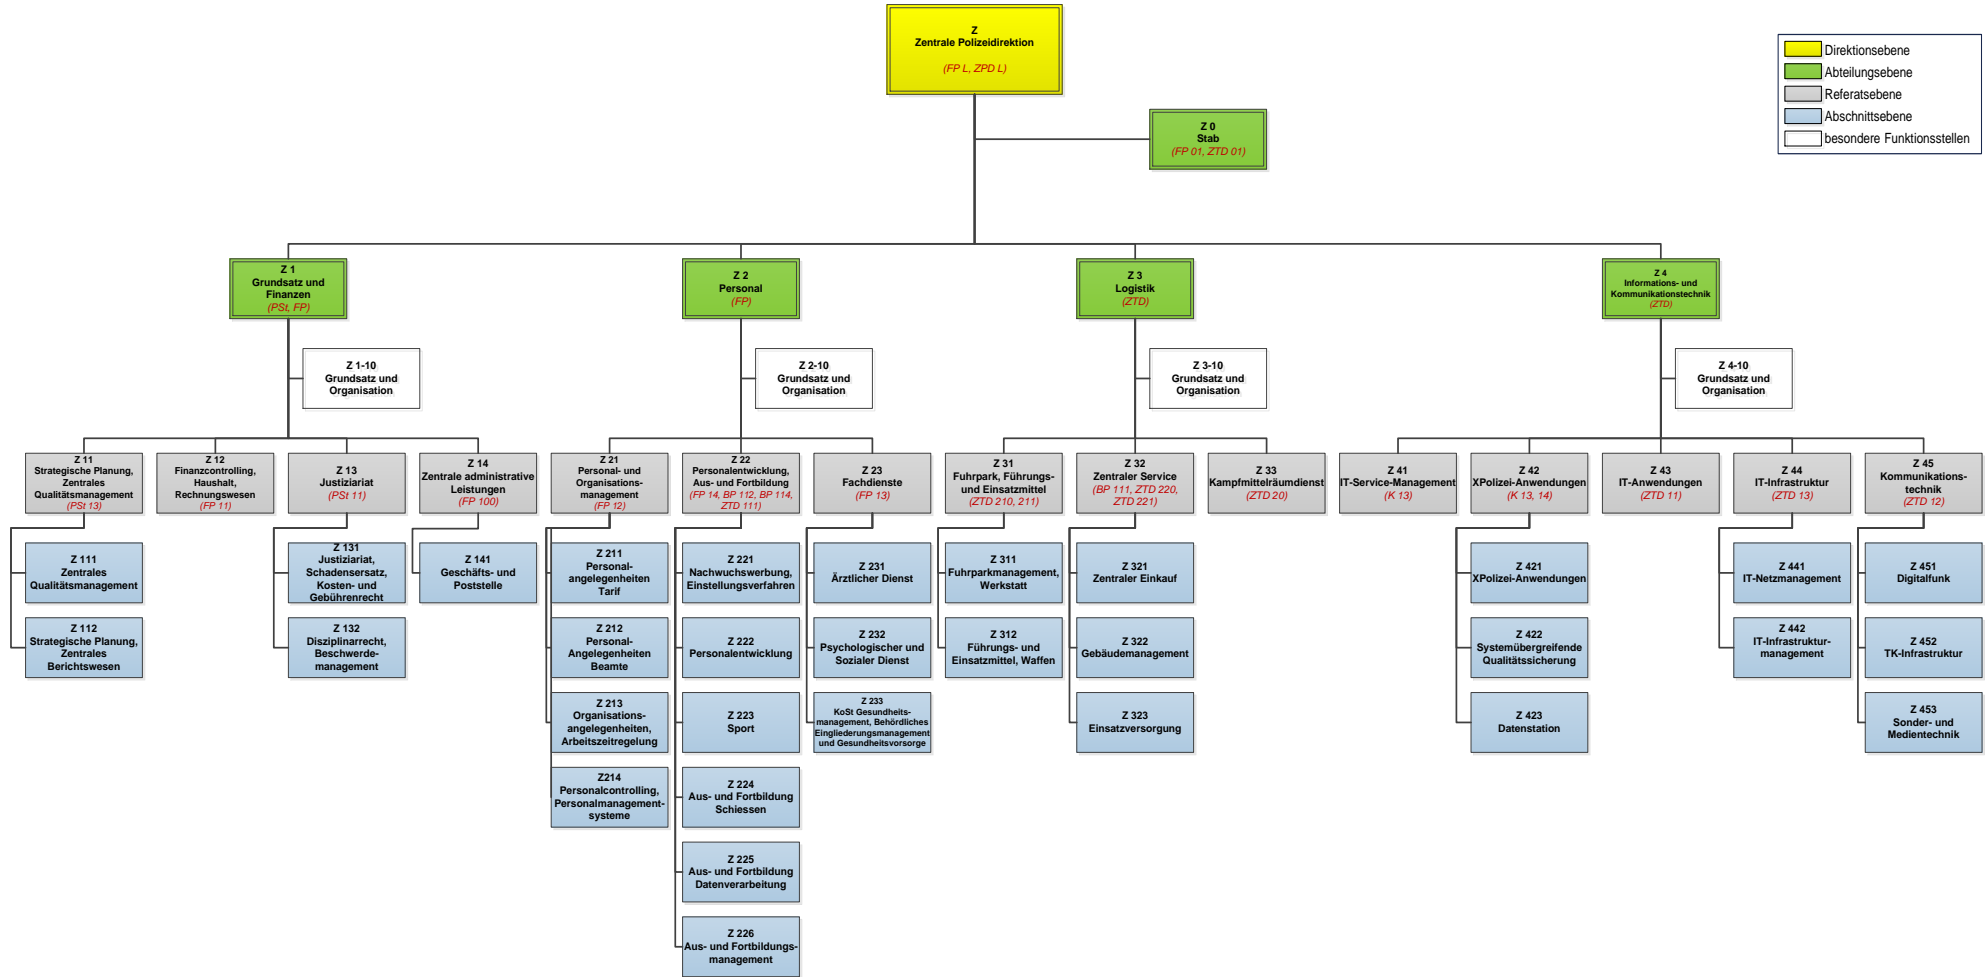 Z
Zentrale Polizeidirektion
(FP L, ZPD L)
Direktionsebene
Abteilungsebene
Referatsebene
Abschnittsebene
besondere Funktionsstellen
Z 0
Stab
(FP 01, ZTD 01)
Z 1
Grundsatz und
Finanzen
(PSt, FP)
Z 2
Personal
(FP)
Z 3
Logistik
(ZTD)
Z 4
Informations- und
Kommunikationstechnik
(ZTD)
Z 1-10
Grundsatz und
Organisation
Z 2-10
Grundsatz und
Organisation
Z 3-10
Grundsatz und
Organisation
Z 4-10
Grundsatz und
Organisation
Z 11
Strategische Planung,
Zentrales
Qualitätsmanagement
(PSt 13)
Z 12
Finanzcontrolling,
Haushalt,
Rechnungswesen
(FP 11)
Z 13
Justiziariat
(PSt 11)
Z 14
Zentrale administrative
Leistungen
(FP 100)
Z 21
Personal- und
Organisations-
management
(FP 12)
Z 22
Personalentwicklung,
Aus- und Fortbildung
(FP 14, BP 112, BP 114,
ZTD 111)
Z 23
Fachdienste
(FP 13)
Z 31
Fuhrpark, Führungs-
und Einsatzmittel
(ZTD 210, 211)
Z 32
Zentraler Service
(BP 111, ZTD 220,
ZTD 221)
Z 33
Kampfmittelräumdienst
(ZTD 20)
Z 41
IT-Service-Management
(K 13)
Z 42
XPolizei-Anwendungen
(K 13, 14)
Z 43
IT-Anwendungen
(ZTD 11)
Z 44
IT-Infrastruktur
(ZTD 13)
Z 45
Kommunikations-
technik
(ZTD 12)
Z 111
Zentrales
Qualitätsmanagement
Z 131
Justiziariat,
Schadensersatz,
Kosten- und
Gebührenrecht
Z 141
Geschäfts- und
Poststelle
Z 211
Personal-
angelegenheiten
Tarif
Z 221
Nachwuchswerbung,
Einstellungsverfahren
Z 231
Ärztlicher Dienst
Z 311
Fuhrparkmanagement,
Werkstatt
Z 321
Zentraler Einkauf
Z 421
XPolizei-Anwendungen
Z 441
IT-Netzmanagement
Z 451
Digitalfunk
Z 112
Strategische Planung,
Zentrales
Berichtswesen
Z 132
Disziplinarrecht,
Beschwerde-
management
Z 212
Personal-
Angelegenheiten
Beamte
Z 222
Personalentwicklung
Z 232
Psychologischer und
Sozialer Dienst
Z 312
Führungs- und
Einsatzmittel, Waffen
Z 322
Gebäudemanagement
Z 422
Systemübergreifende
Qualitätssicherung
Z 442
IT-Infrastruktur-
management
Z 452
TK-Infrastruktur
Z 213
Organisations-
angelegenheiten,
Arbeitszeitregelung
Z 223
Sport
Z 233
KoSt Gesundheits-
management, Behördliches
Eingliederungsmanagement
und Gesundheitsvorsorge
Z 323
Einsatzversorgung
Z 423
Datenstation
Z 453
Sonder- und
Medientechnik
Z214
Personalcontrolling,
Personalmanagement-
systeme
Z 224
Aus- und Fortbildung
Schiessen
Z 225
Aus- und Fortbildung
Datenverarbeitung
Z 226
Aus- und Fortbildungs-
management